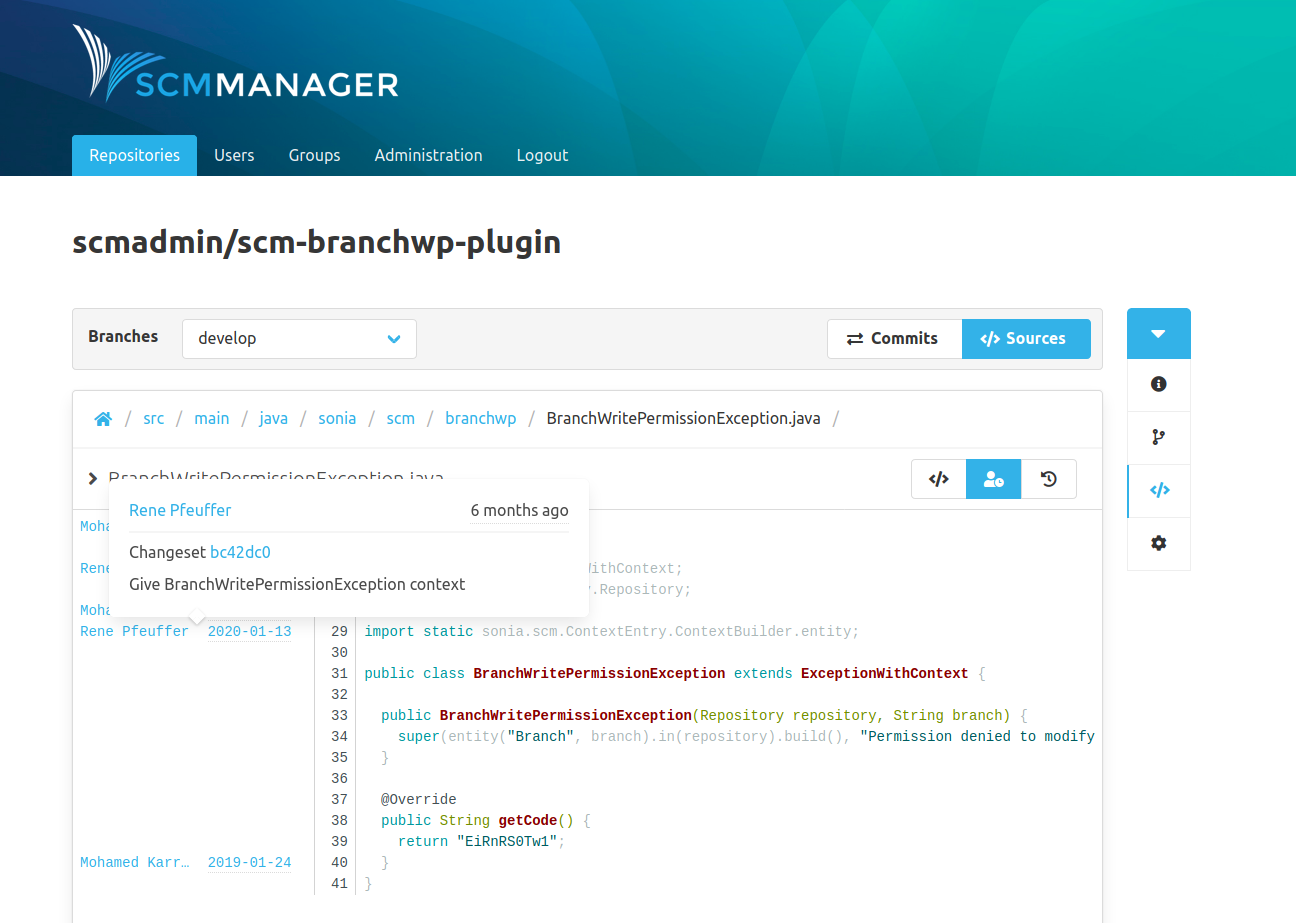 SCMMANAGER
Repositories Users Groups Administration Logout
scmadmin/scm-branchwp-plugin
Branches develop Commits </> Sources
/ src / main / java / sonia / scm / branchwp / BranchWritePermissionException.java /
BranchWritePermissionException.java </>
Rene Pfeuffer 6 months ago
Moha
Changeset bc42dc0
Rene ithContext;
Give BranchWritePermissionException context
.Repository;
Moha
Rene Pfeuffer 2020-01-13 29 import static sonia.scm.ContextEntry.ContextBuilder.entity;
30
31 public class BranchWritePermissionException extends ExceptionWithContext {
32
33 public BranchWritePermissionException(Repository repository, String branch) {
34 super(entity("Branch", branch).in(repository).build(), "Permission denied to modify
35 }
36
37 @Override
38 public String getCode() {
39 return "EiRnRS0Tw1";
Mohamed Karr… 2019-01-24 40 }
41 }